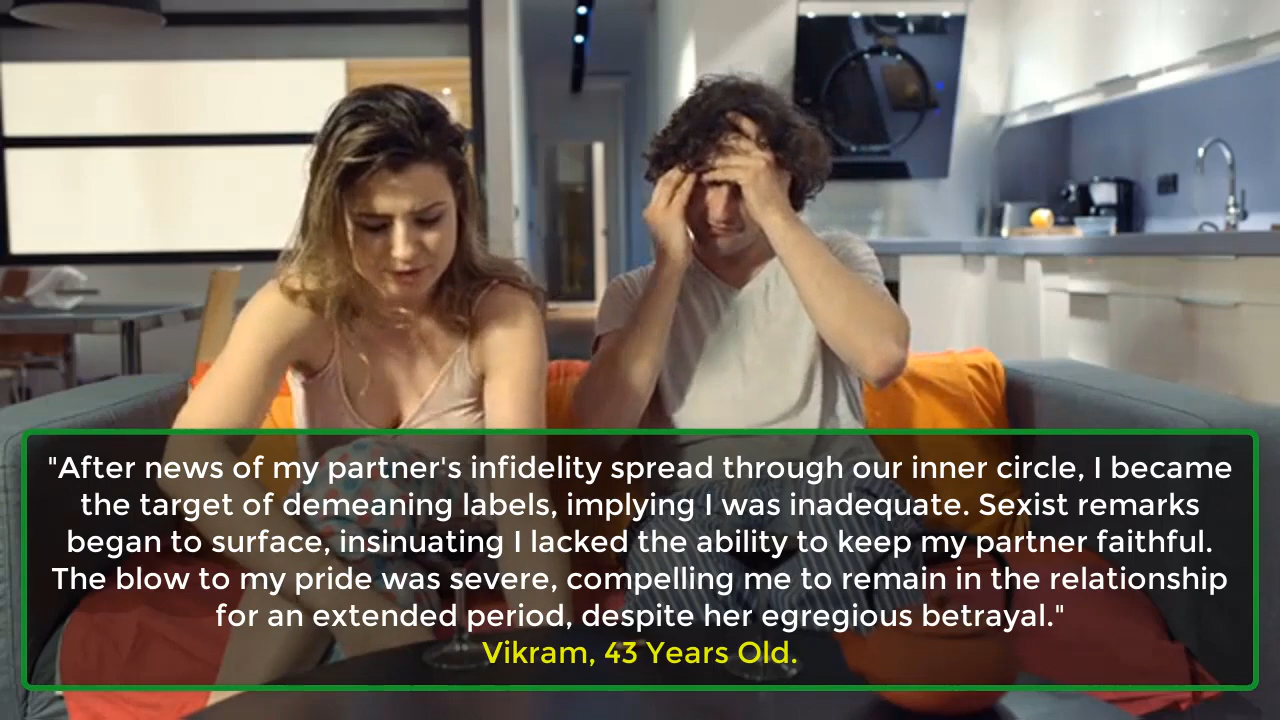 "After news of my partner's infidelity spread through our inner circle, I became
the target of demeaning labels, implying I was inadequate. Sexist remarks
began to surface, insinuating I lacked the ability to keep my partner faithful.
The blow to my pride was severe, compelling me to remain in the relationship
for an extended period, despite her egregious betrayal."
Vikram, 43 Years Old.